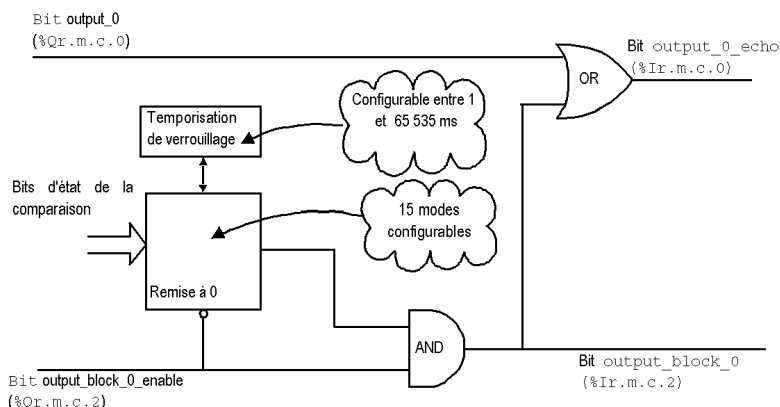 Bit output_0
(%Qr.m.c.0)
Bit output_0_echo
(%Ir.m.c.0)
OR
Configurable entre 1
et 65 535 ms
Temporisation
de verrouillage
Bits d'état de la
comparaison
15 modes
configurables
Remise à 0
AND
Bit output_block_0_enable
(%Qr.m.c.2)
Bit output_block_0
(%Ir.m.c.2)